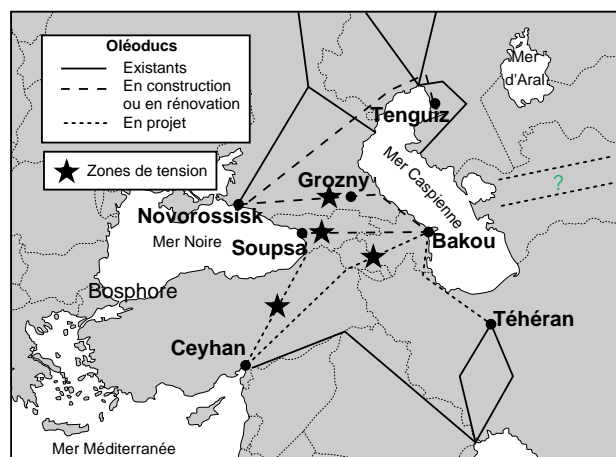 Oléoducs
Existants
En construction
ou en rénovation
En projet
Zones de tension
Mer
d'Aral
Tenguiz
Mer Caspienne
Grozny
Novorossisk
Mer Noire
Soupsa
Bakou
?
Bosphore
Téhéran
Ceyhan
Mer Méditerranée